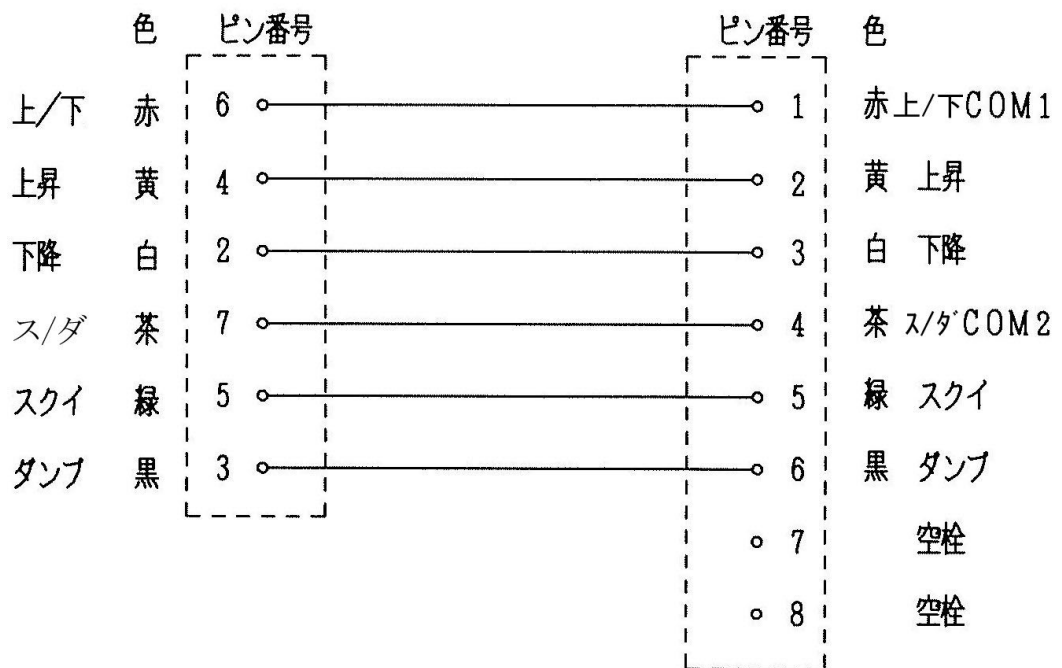 色 ピン番号 ピン番号 色
上/下 赤 6 1 赤 上/下COM1
上昇 黄 4 2 黄 上昇
下降 白 2 3 白 下降
ス/ダ 茶 7 4 茶 ス/ダCOM2
スクイ 緑 5 5 緑 スクイ
ダンプ 黒 3 6 黒 ダンプ
7 空栓
8 空栓